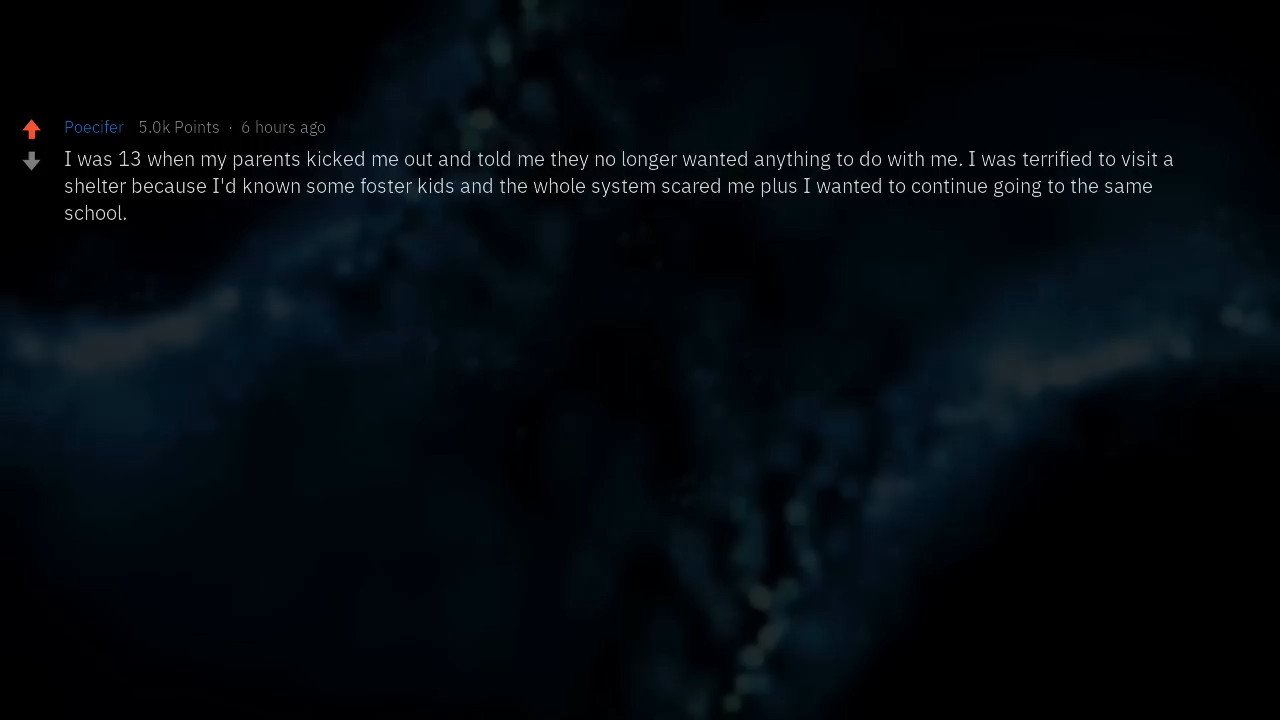 Poecifer 5.0k Points · 6 hours ago
I was 13 when my parents kicked me out and told me they no longer wanted anything to do with me. I was terrified to visit a
shelter because I'd known some foster kids and the whole system scared me plus I wanted to continue going to the same
school.